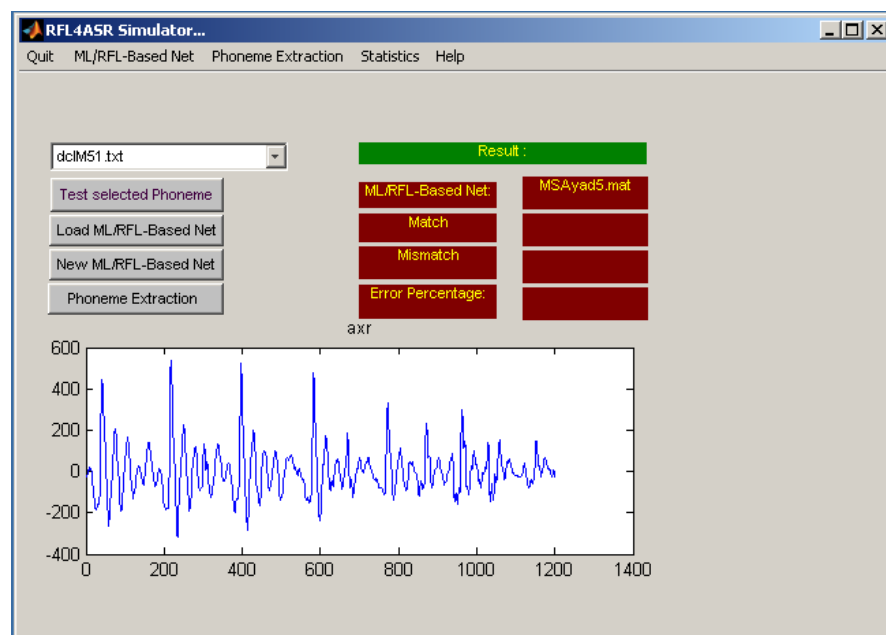 RFL4ASR Simulator...
Quit ML/RFL-Based Net Phoneme Extraction Statistics Help
dclM51.txt
Result :
Test selected Phoneme
ML/RFL-Based Net:
MSAyad5.mat
Load ML/RFL-Based Net
Match
New ML/RFL-Based Net
Mismatch
Phoneme Extraction
Error Percentage:
axr
600
400
200
0
-200
-400
0 200 400 600 800 1000 1200 1400